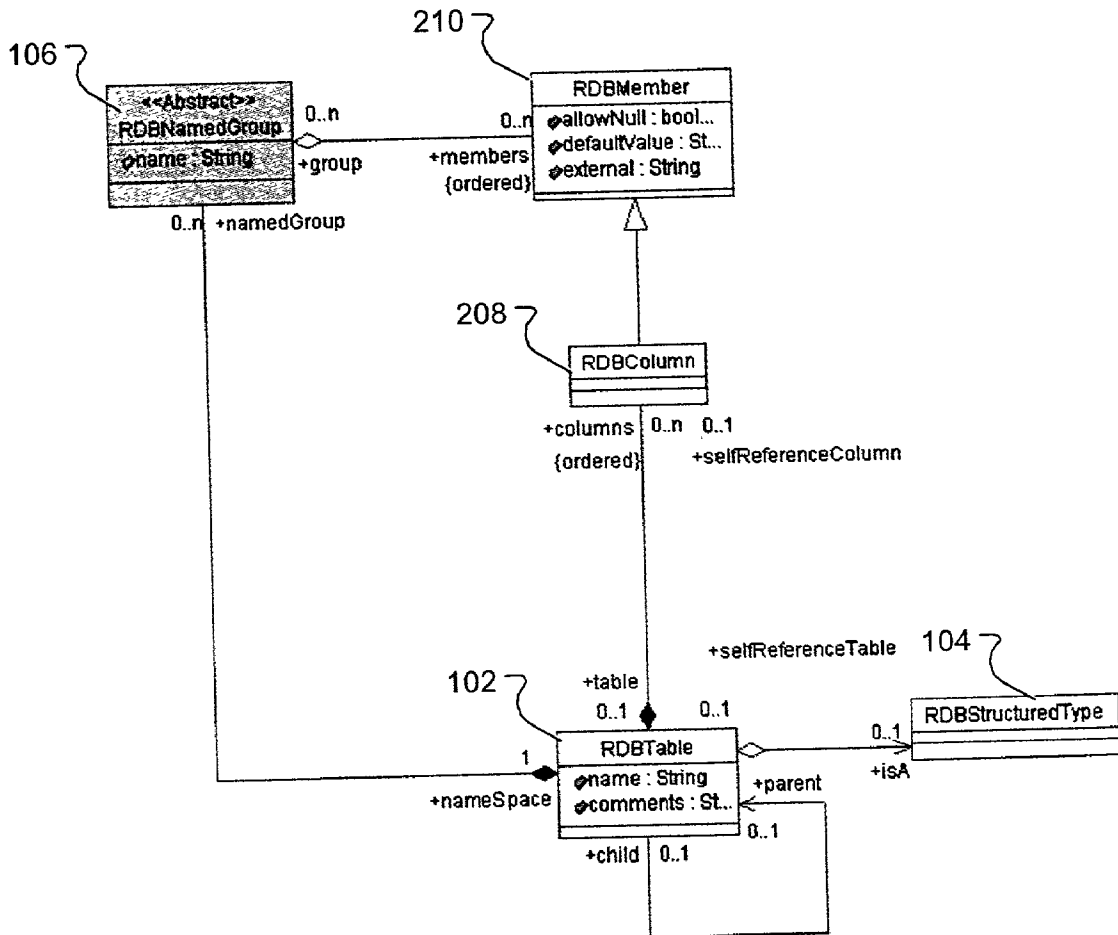 210
106
RDBMember
allowNull : bool...
defaultValue : St...
external : String
<<Abstract>>
RDBNamedGroup
name : String
0..n
+group
0..n
+members
{ordered}
0..n +namedGroup
208
RDBColumn
+columns
{ordered}
0..n
0..1
+selfReferenceColumn
+selfReferenceTable
104
+table
0..1
0..1
102
RDBStructuredType
RDBTable
name : String
comments : St...
0..1
+isA
1
+nameSpace
+parent
0..1
+child
0..1